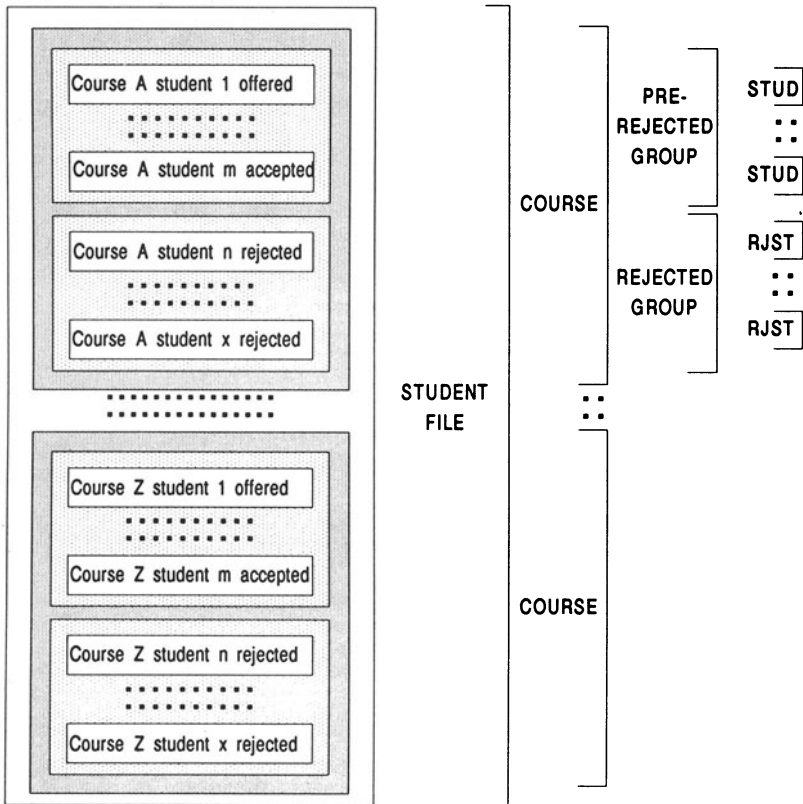 Course A student 1 offered
Course A student m accepted
Course A student n rejected
Course A student x rejected
Course Z student 1 offered
Course Z student m accepted
Course Z student n rejected
Course Z student x rejected
STUDENT
FILE
COURSE
COURSE
PRE-
REJECTED
GROUP
REJECTED
GROUP
STUD
STUD
RJST
RJST